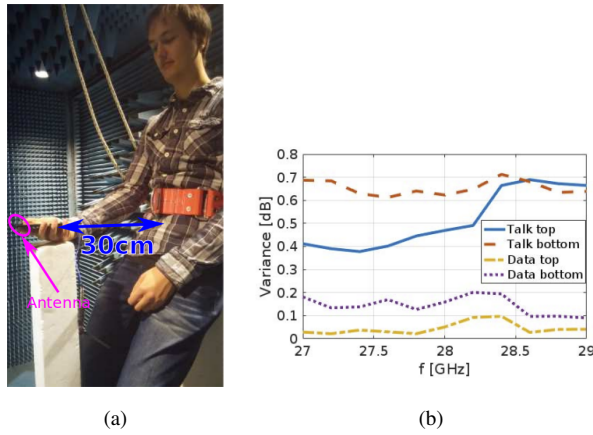 30cm
Antenna
(a)
Variance [dB]
0.8
0.7
0.6
0.5
0.4
0.3
0.2
0.1
0
27
27.5
28
28.5
29
f [GHz]
Talk top
Talk bottom
Data top
Data bottom
(b)